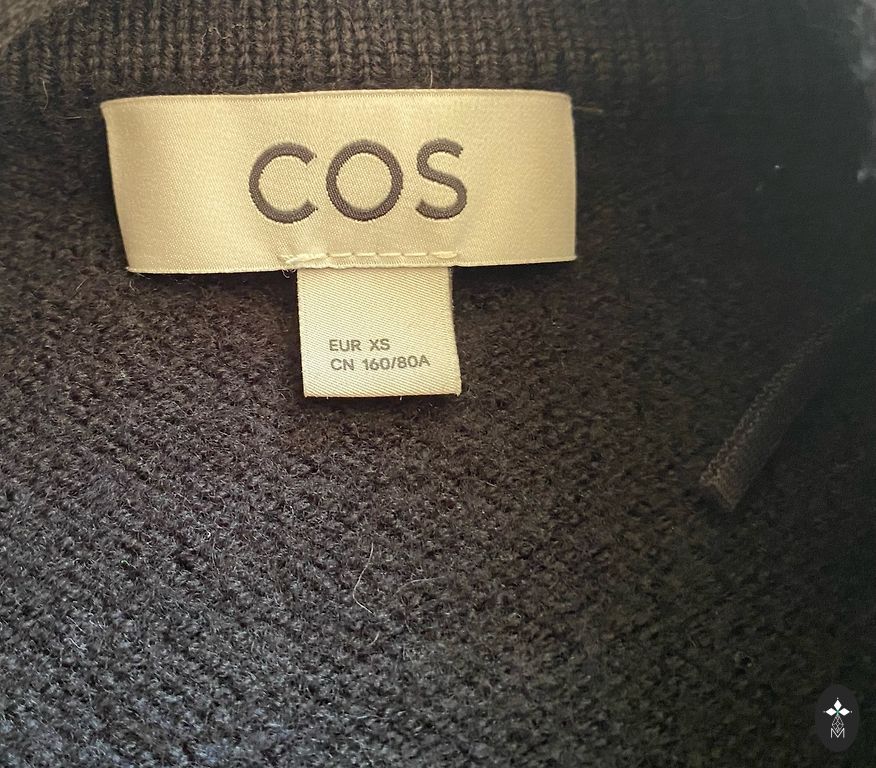 COS
EUR XS
CN 160/80A
M